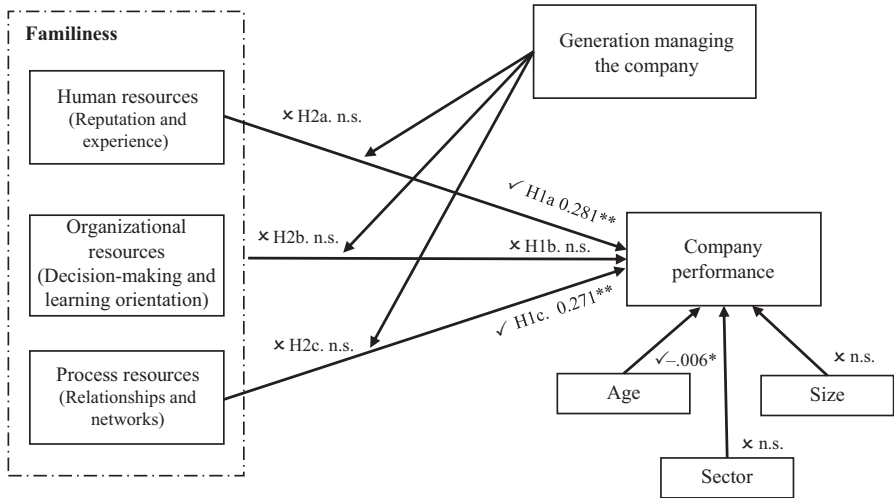 Familiness
Human resources
(Reputation and
experience)
Organizational
resources
(Decision-making and
learning orientation)
Process resources
(Relationships and
networks)
Generation managing
the company
× H2a. n.s.
✓ H1a 0.281**
× H2b. n.s.
× H1b. n.s.
✓ H1c. 0.271**
× H2c. n.s.
Company
performance
✓–.006*
Age
× n.s.
Size
× n.s.
Sector